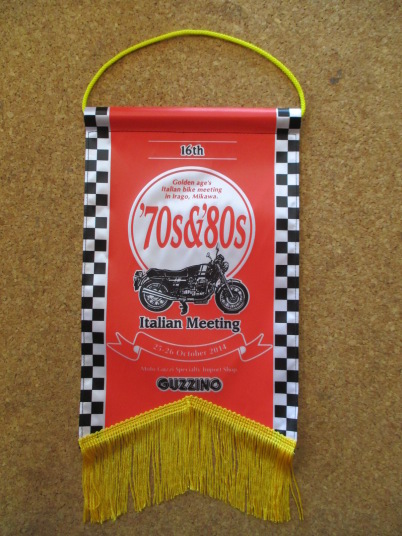 16th
Golden age's
Italian bike meeting
in Irago, Mikawa.
'70s&'80s
Italian Meeting
25-26 October 2014
Moto Guzzi Specialty Import Shop
GUZZINO